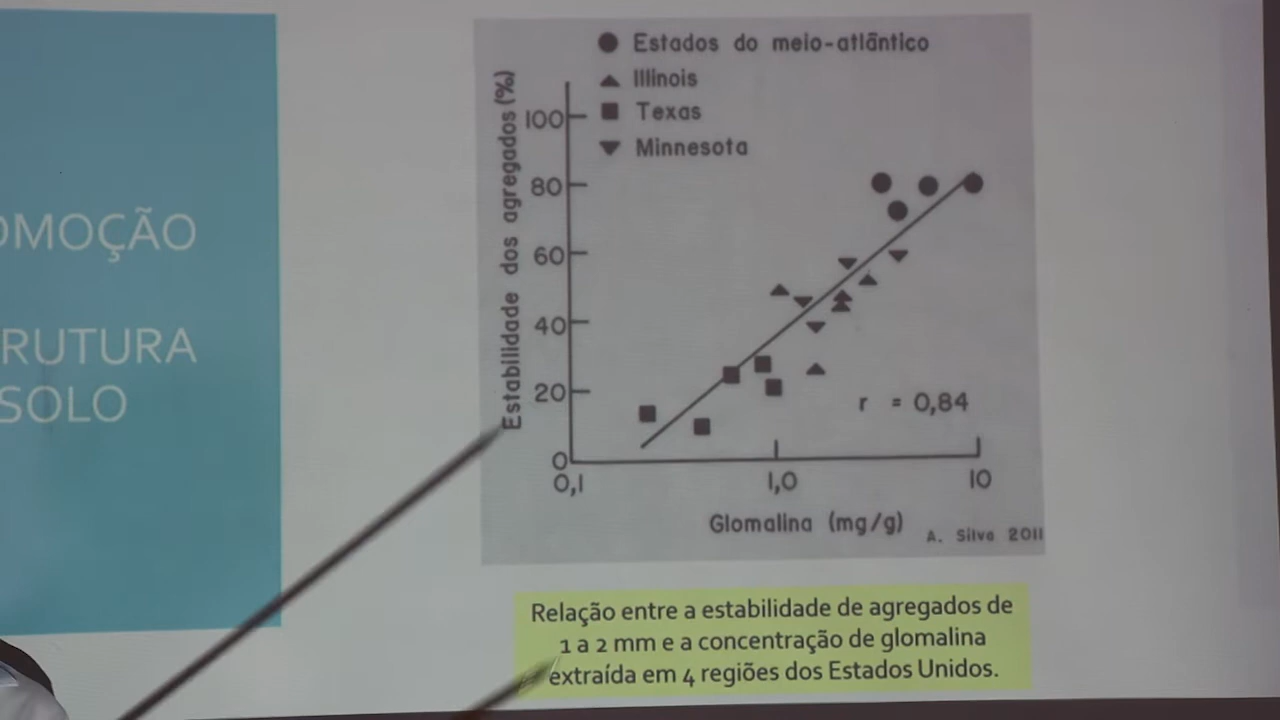 RUTURA
SOLO
Estados do meio-atlântico
Illinois
Texas
Minnesota
Estabilidade dos agregados (%)
100
80
60
40
20
0
0,1
1,0
10
r = 0,84
Glomalina (mg/g)
A. Silva 2011
Relação entre a estabilidade de agregados de
1 a 2 mm e a concentração de glomalina
extraída em 4 regiões dos Estados Unidos.